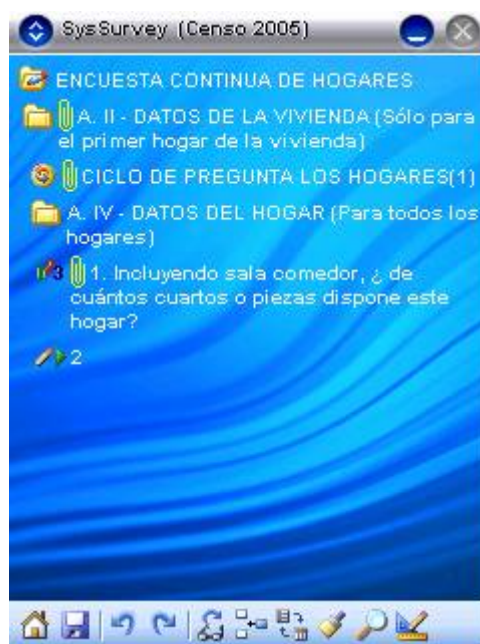 SysSurvey (Censo 2005)
ENCUESTA CONTINUA DE HOGARES
A. II - DATOS DE LA VIVIENDA (Sólo para
el primer hogar de la vivienda)
CICLO DE PREGUNTA LOS HOGARES(1)
A. IV - DATOS DEL HOGAR (Para todos los
hogares)
1. Incluyendo sala comedor, ¿ de
cuántos cuartos o piezas dispone este
hogar?
2